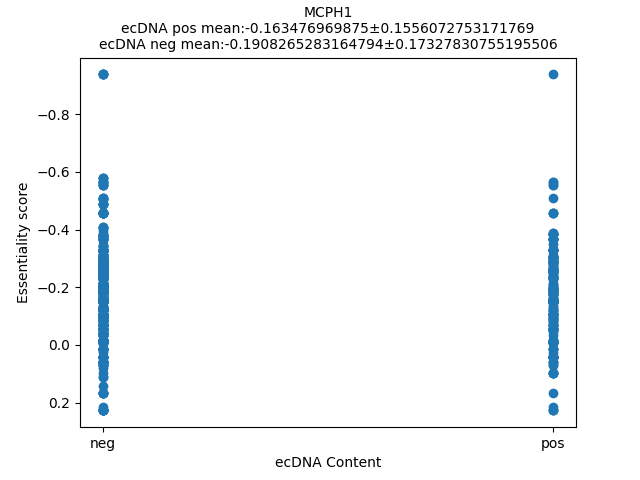 MCPH1
ecDNA pos mean:-0.163476969875±0.1556072753171769
ecDNA neg mean:-0.1908265283164794±0.17327830755195506
−0.8
−0.6
−0.4
−0.2
0.0
0.2
Essentiality score
neg pos
ecDNA Content